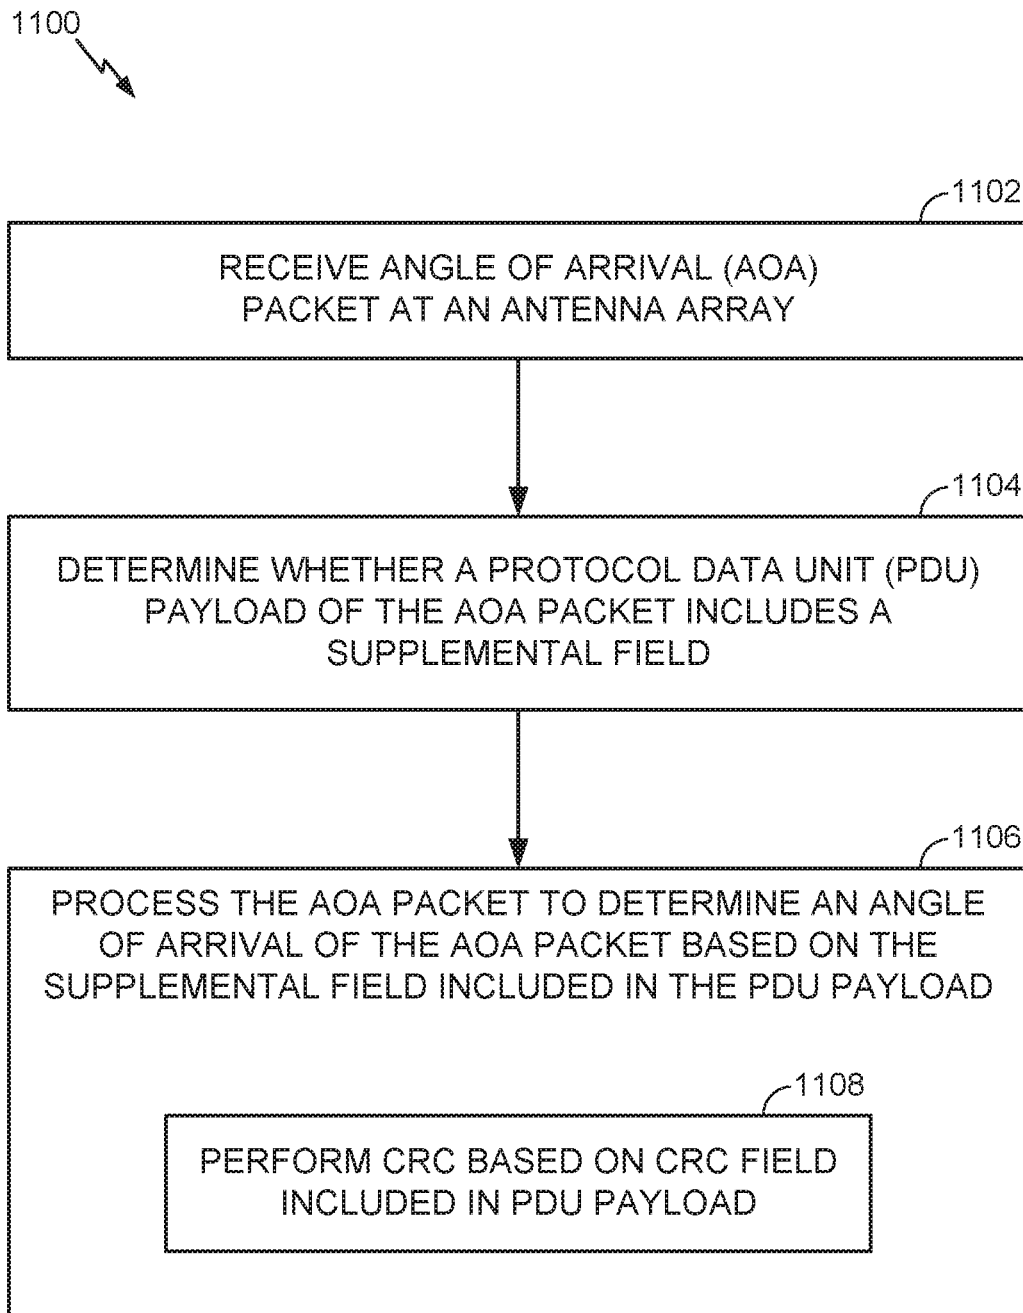 1100
1102
RECEIVE ANGLE OF ARRIVAL (AOA)
PACKET AT AN ANTENNA ARRAY
1104
DETERMINE WHETHER A PROTOCOL DATA UNIT (PDU)
PAYLOAD OF THE AOA PACKET INCLUDES A
SUPPLEMENTAL FIELD
1106
PROCESS THE AOA PACKET TO DETERMINE AN ANGLE
OF ARRIVAL OF THE AOA PACKET BASED ON THE
SUPPLEMENTAL FIELD INCLUDED IN THE PDU PAYLOAD
1108
PERFORM CRC BASED ON CRC FIELD
INCLUDED IN PDU PAYLOAD